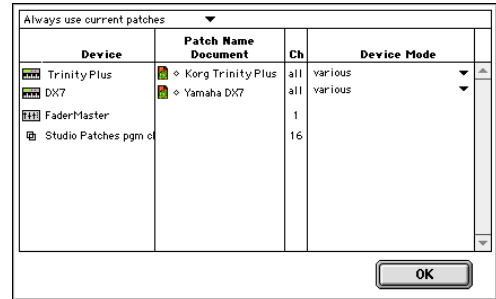 Always use current patches
Device Patch Name Document Ch Device Mode
Trinity Plus ◇ Korg Trinity Plus all various
DX7 ◇ Yamaha DX7 all various
FaderMaster 1
Studio Patches pgm cl 16
OK